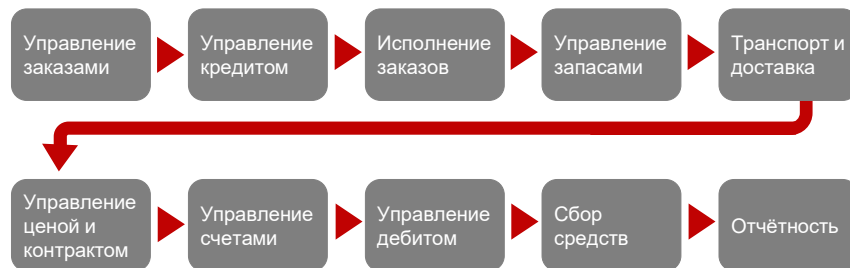 Управление
заказами
Управление
кредитом
Исполнение
заказов
Управление
запасами
Транспорт и
доставка
Управление
ценой и
контрактом
Управление
счетами
Управление
дебитом
Сбор
средств
Отчётность